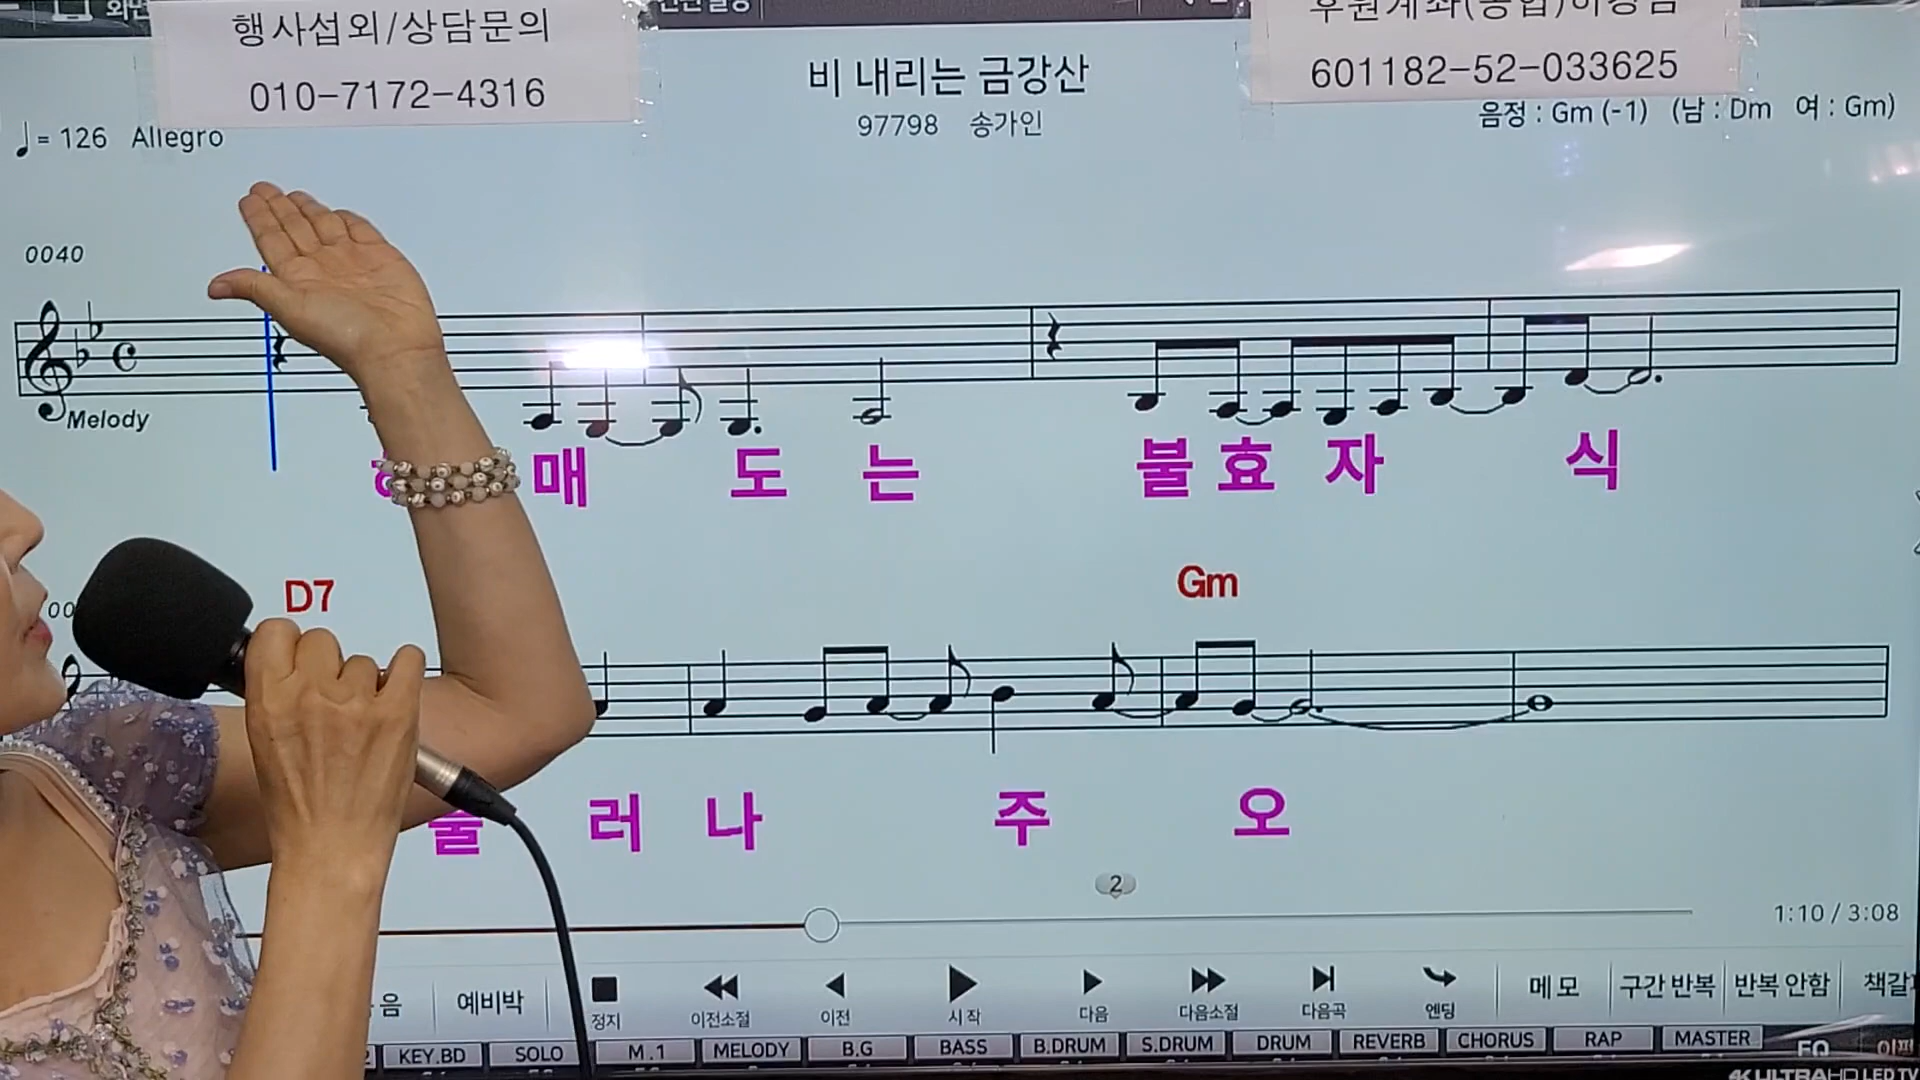 행사섭외/상담문의
010-7172-4316
601182-52-033625
비 내리는 금강산
97798 송가인
음정 : Gm (-1) (남 : Dm 여 : Gm)
♩= 126 Allegro
0040
Melody
매 도 는 불 효 자 식
D7 Gm
러 나 주 오
2
1:10 / 3:08
예비박
정지 이전소절 이전 시작 다음 다음소절 다음곡 엔딩
메모 구간 반복 반복 안함
KEY.BD SOLO M.1 MELODY B.G BASS B.DRUM S.DRUM DRUM REVERB CHORUS RAP MASTER
4K ULTRA HD LED TV